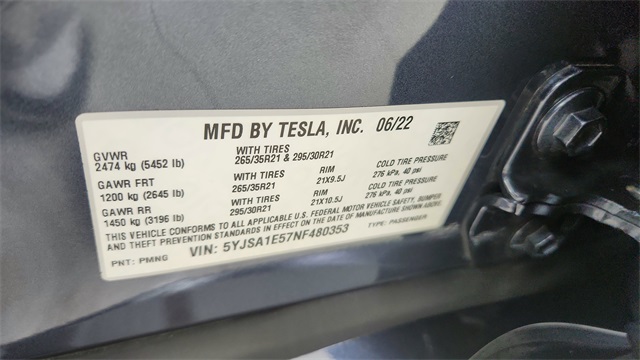 MFD BY TESLA, INC. 06/22
GVWR
2474 kg (5452 lb)
WITH TIRES
265/35R21 & 295/30R21
COLD TIRE PRESSURE
276 kPa, 40 psi
GAWR FRT
1200 kg (2645 lb)
WITH TIRES
265/35R21
RIM
21X9.5J
COLD TIRE PRESSURE
276 kPa, 40 psi
GAWR RR
1450 kg (3196 lb)
WITH TIRES
295/30R21
RIM
21X10.5J
THIS VEHICLE CONFORMS TO ALL APPLICABLE U.S. FEDERAL MOTOR VEHICLE SAFETY, BUMPER
AND THEFT PREVENTION STANDARDS IN EFFECT ON THE DATE OF MANUFACTURE SHOWN ABOVE.
VIN: 5YJSA1E57NF480353
TYPE: PASSENGER
PNT: PMNG